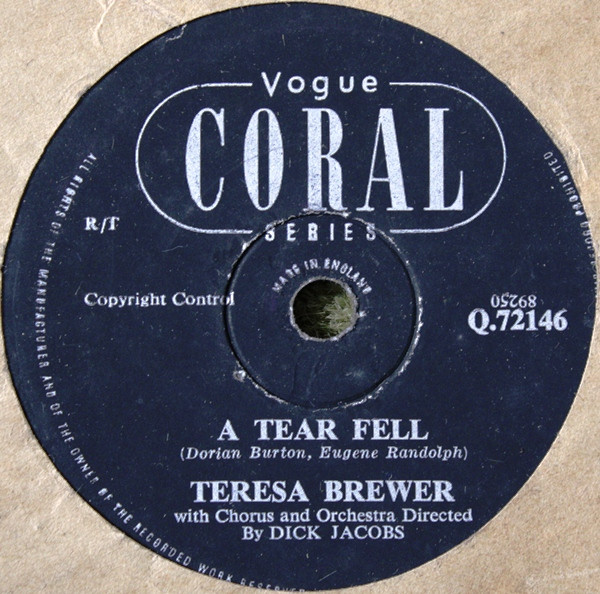 Vogue
CORAL
SERIES
R/T
MADE IN ENGLAND
Copyright Control
89250
Q.72146
A TEAR FELL
(Dorian Burton, Eugene Randolph)
TERESA BREWER
with Chorus and Orchestra Directed
By DICK JACOBS
ALL RIGHTS OF THE MANUFACTURER AND OF THE OWNER OF THE RECORDED WORK RESERVED
PROHIBITED